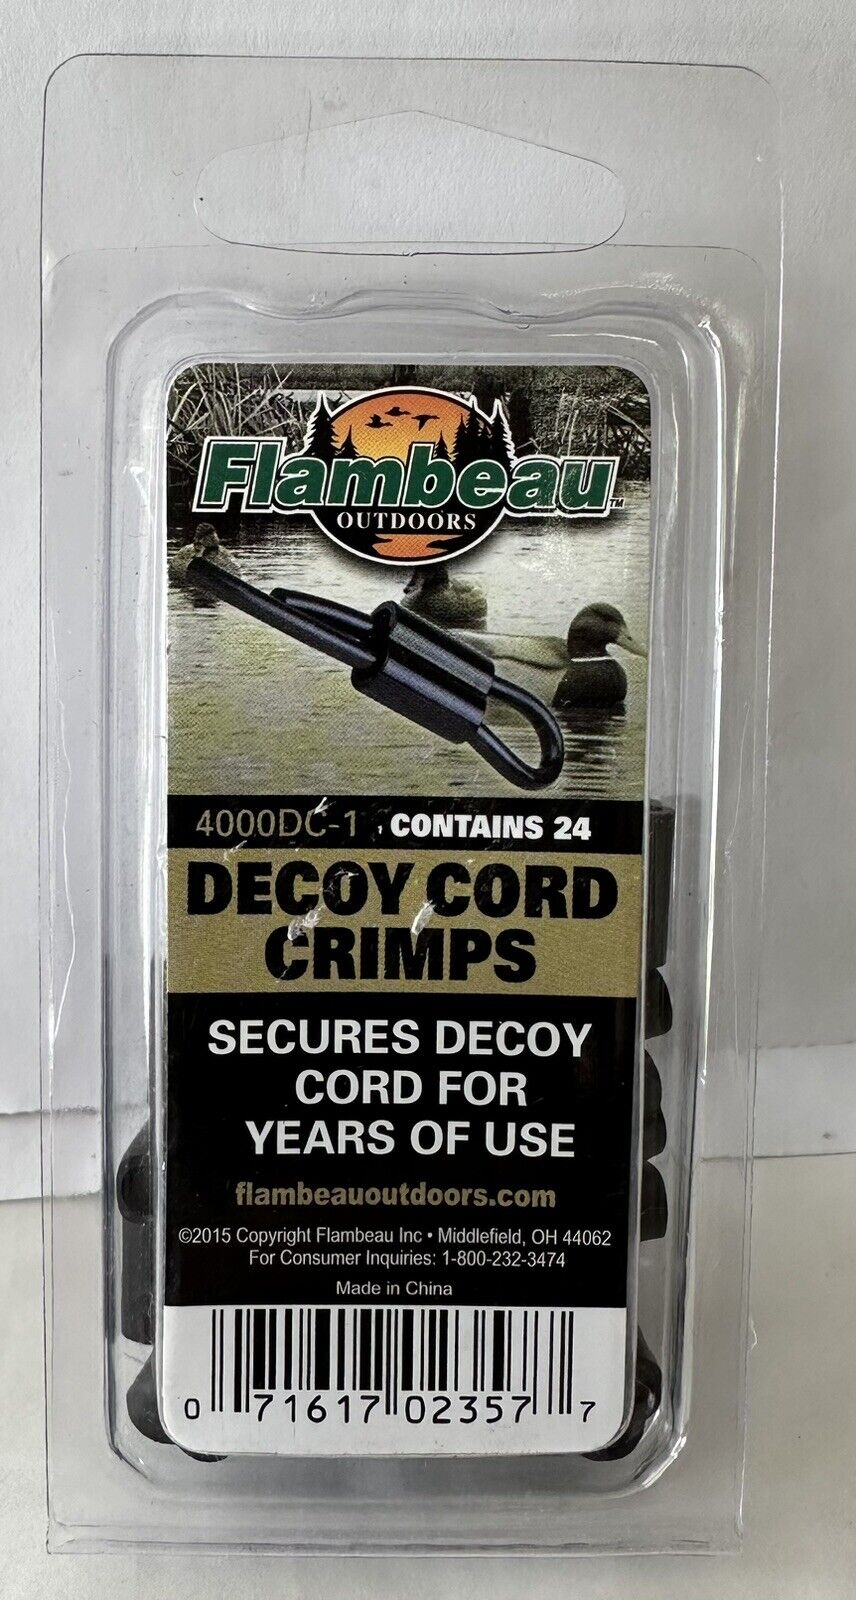 Flambeau™
OUTDOORS
4000DC-1 CONTAINS 24
DECOY CORD
CRIMPS
SECURES DECOY
CORD FOR
YEARS OF USE
flambeauoutdoors.com
©2015 Copyright Flambeau Inc • Middlefield, OH 44062
For Consumer Inquiries: 1-800-232-3474
Made in China
0 71617 02357 7